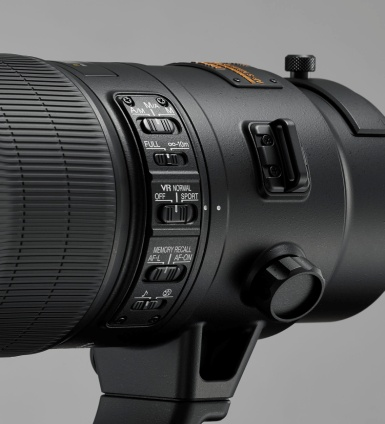 M/A
A/M M
FULL ∞-10m
VR NORMAL
OFF SPORT
MEMORY RECALL
AF-L AF-ON
♪